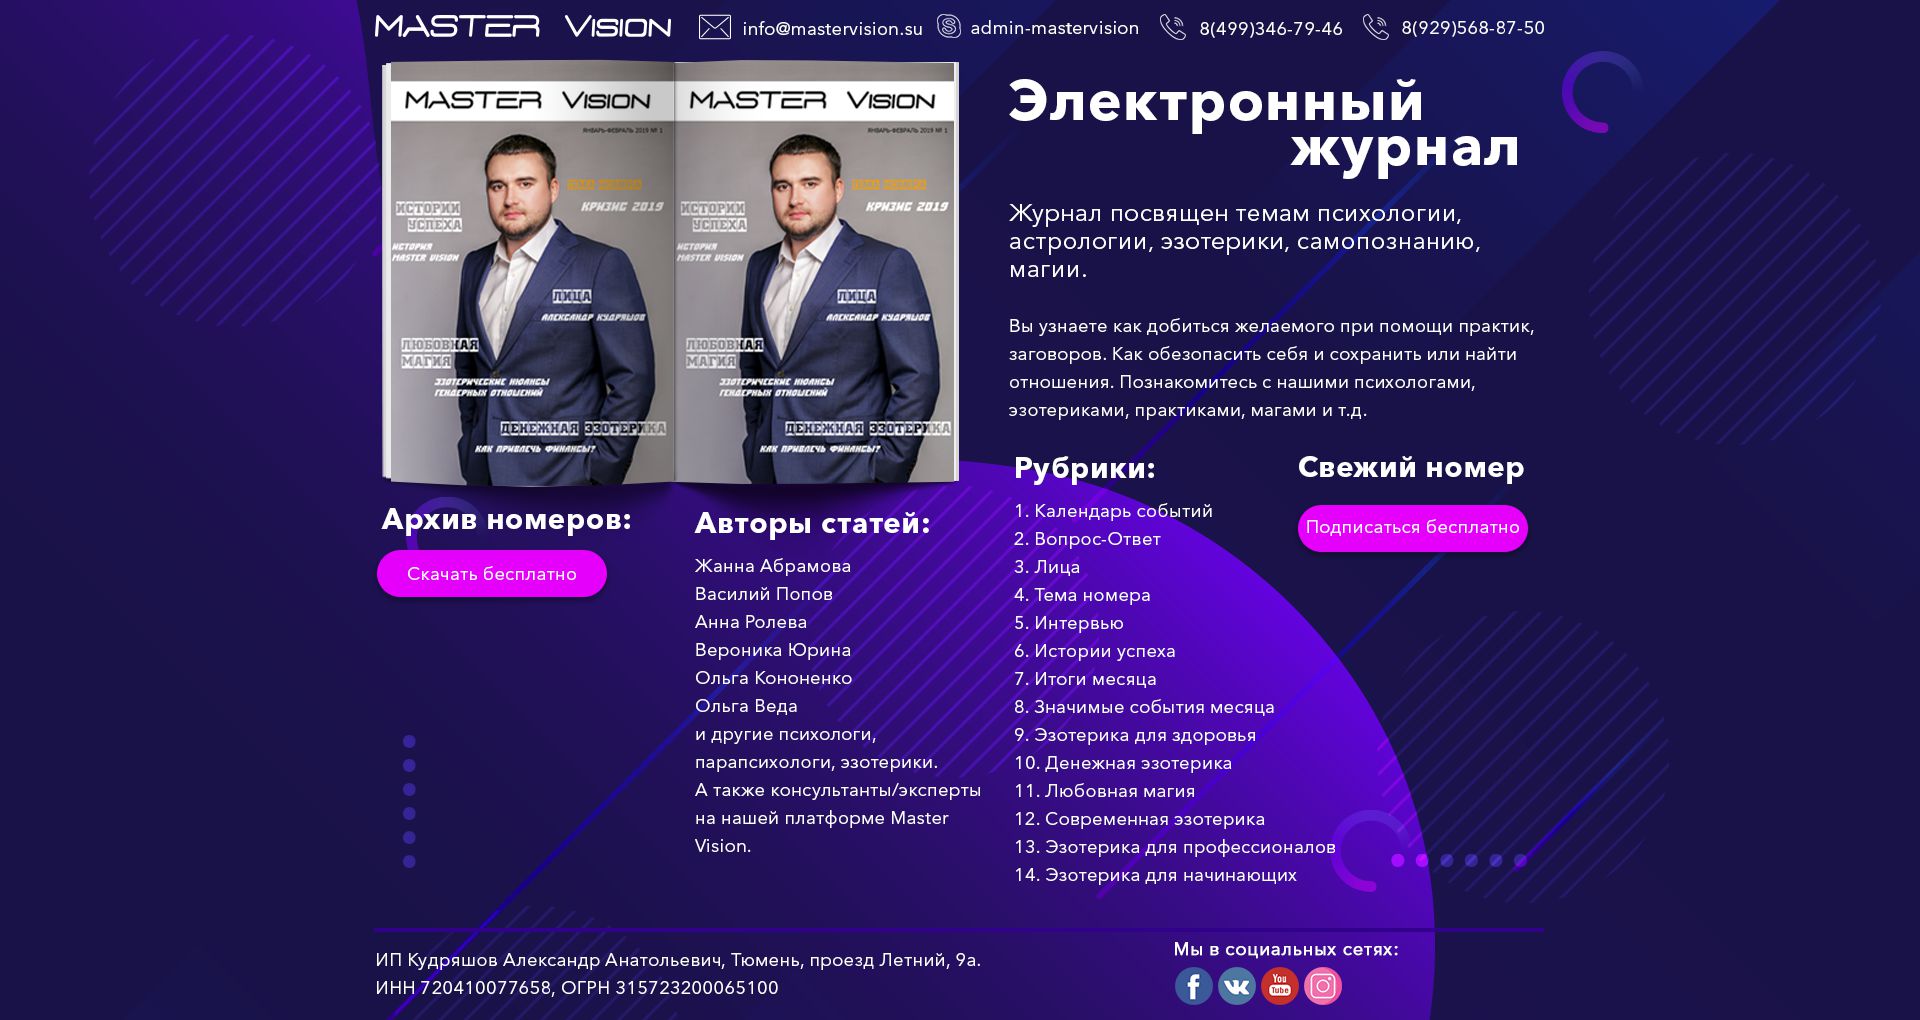 MASTER VISION
info@mastervision.su
admin-mastervision
8(499)346-79-46
8(929)568-87-50
MASTER VISION
ЯНВАРЬ-ФЕВРАЛЬ 2019 № 1
ТЕМА НОМЕРА
КРИЗИС 2019
ИСТОРИИ
УСПЕХА
ИСТОРИЯ
MASTER VISION
ЛИЦА
АЛЕКСАНДР КУДРЯШОВ
ЛЮБОВНАЯ
МАГИЯ
ЭЗОТЕРИЧЕСКИЕ НЮАНСЫ
ГЕНДЕРНЫХ ОТНОШЕНИЙ
ДЕНЕЖНАЯ ЭЗОТЕРИКА
КАК ПРИВЛЕЧЬ ФИНАНСЫ?
MASTER VISION
ЯНВАРЬ-ФЕВРАЛЬ 2019 № 1
ТЕМА НОМЕРА
КРИЗИС 2019
ИСТОРИИ
УСПЕХА
ИСТОРИЯ
MASTER VISION
ЛИЦА
АЛЕКСАНДР КУДРЯШОВ
ЛЮБОВНАЯ
МАГИЯ
ЭЗОТЕРИЧЕСКИЕ НЮАНСЫ
ГЕНДЕРНЫХ ОТНОШЕНИЙ
ДЕНЕЖНАЯ ЭЗОТЕРИКА
КАК ПРИВЛЕЧЬ ФИНАНСЫ?
Электронный
журнал
Журнал посвящен темам психологии,
астрологии, эзотерики, самопознанию,
магии.
Вы узнаете как добиться желаемого при помощи практик,
заговоров. Как обезопасить себя и сохранить или найти
отношения. Познакомитесь с нашими психологами,
эзотериками, практиками, магами и т.д.
Архив номеров:
Скачать бесплатно
Авторы статей:
Жанна Абрамова
Василий Попов
Анна Ролева
Вероника Юрина
Ольга Кононенко
Ольга Веда
и другие психологи,
парапсихологи, эзотерики.
А также консультанты/эксперты
на нашей платформе Master
Vision.
Рубрики:
1. Календарь событий
2. Вопрос-Ответ
3. Лица
4. Тема номера
5. Интервью
6. Истории успеха
7. Итоги месяца
8. Значимые события месяца
9. Эзотерика для здоровья
10. Денежная эзотерика
11. Любовная магия
12. Современная эзотерика
13. Эзотерика для профессионалов
14. Эзотерика для начинающих
Свежий номер
Подписаться бесплатно
ИП Кудряшов Александр Анатольевич, Тюмень, проезд Летний, 9а.
ИНН 720410077658, ОГРН 315723200065100
Мы в социальных сетях:
You
Tube